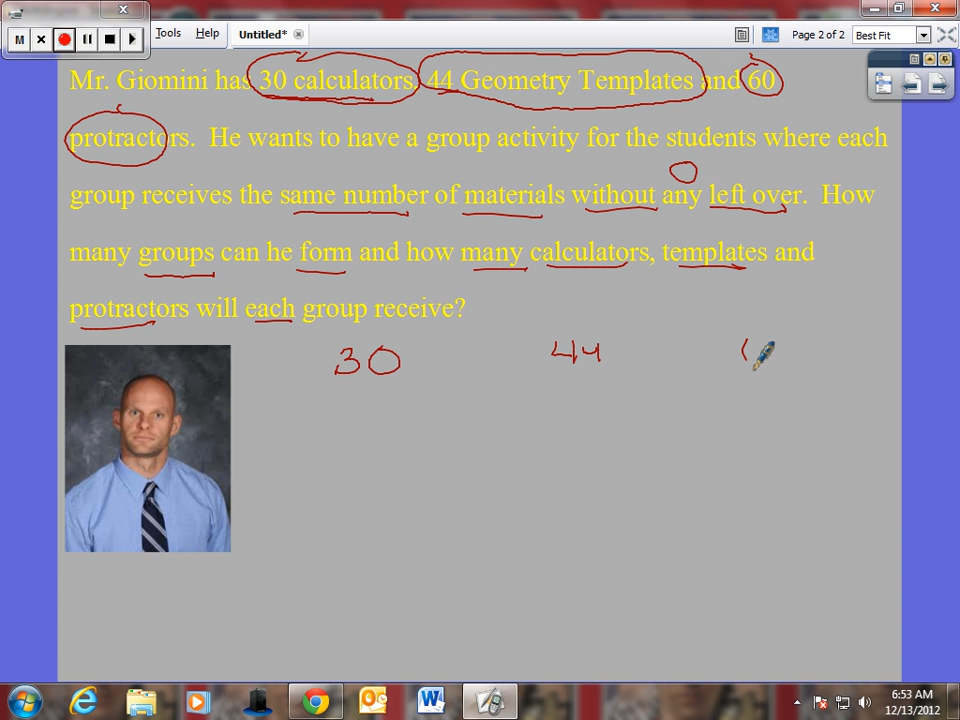 Tools Help Untitled* Page 2 of 2 Best Fit
M
Mr. Giomini has 30 calculators, 44 Geometry Templates and 60
protractors. He wants to have a group activity for the students where each
group receives the same number of materials without any left over. How
many groups can he form and how many calculators, templates and
protractors will each group receive?
30 44
W
6:53 AM
12/13/2012